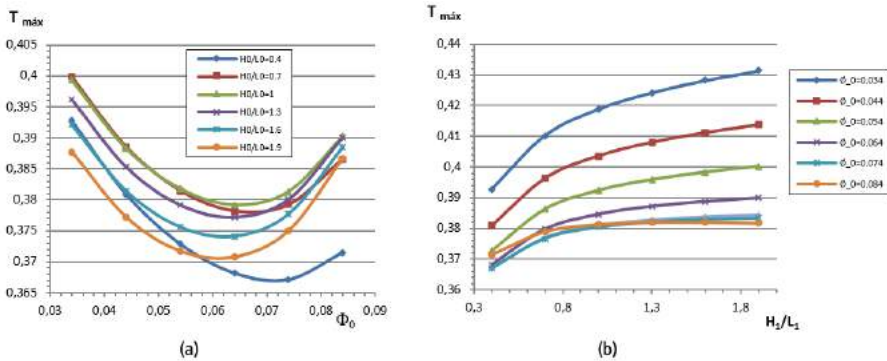 T máx
0,405
0,4
0,395
0,39
0,385
0,38
0,375
0,37
0,365
0,03
0,04
0,05
0,06
0,07
0,08
0,09
Φ0
H0/L0=0.4
H0/L0=0.7
H0/L0=1
H0/L0=1.3
H0/L0=1.6
H0/L0=1.9
(a)
T máx
0,44
0,43
0,42
0,41
0,4
0,39
0,38
0,37
0,36
0,3
0,8
1,3
1,8
H1/L1
Ø_0=0.034
Ø_0=0.044
Ø_0=0.054
Ø_0=0.064
Ø_0=0.074
Ø_0=0.084
(b)